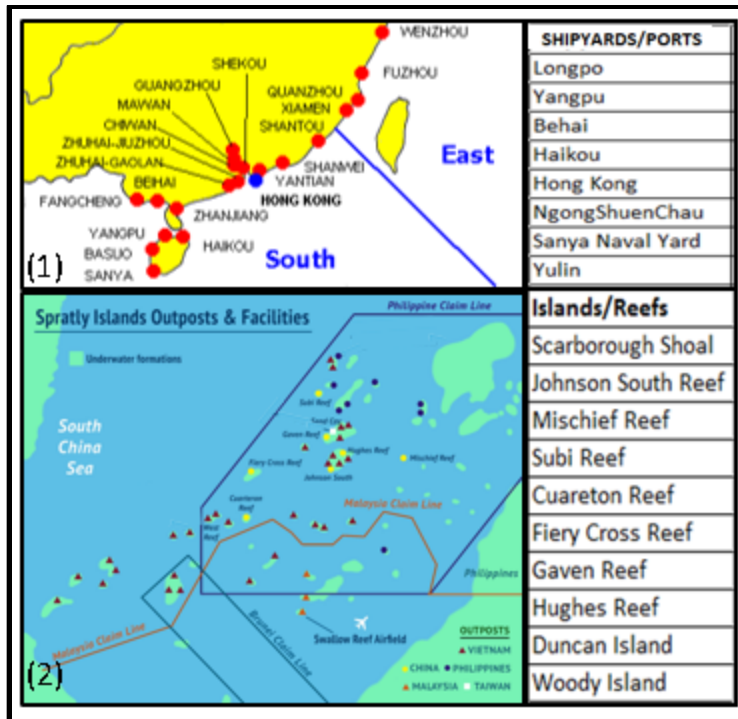 WENZHOU
SHEKOU
FUZHOU
GUANGZHOU
QUANZHOU
MAWAN
XIAMEN
CHIWAN
SHANTOU
ZHUHAI-JIUZHOU
ZHUHAI-GAOLAN
SHANWEI
East
BEIHAI
YANTIAN
FANGCHENG
HONG KONG
ZHANJIANG
YANGPU
HAIKOU
BASUO
South
(1)
SANYA
SHIPYARDS/PORTS
Longpo
Yangpu
Behai
Haikou
Hong Kong
NgongShuenChau
Sanya Naval Yard
Yulin
Philippine Claim Line
Spratly Islands Outposts & Facilities
Underwater formations
South
China
Sea
Subi Reef
Gaven Reef
Hughes Reef
Mischief Reef
Fiery Cross Reef
Johnson South
Cuareton
Reef
Malaysia Claim Line
West
Reef
Philippines
Brunei Claim Line
Malaysia Claim Line
Swallow Reef Airfield
OUTPOSTS
VIETNAM
CHINA PHILIPPINES
MALAYSIA TAIWAN
(2)
Islands/Reefs
Scarborough Shoal
Johnson South Reef
Mischief Reef
Subi Reef
Cuareton Reef
Fiery Cross Reef
Gaven Reef
Hughes Reef
Duncan Island
Woody Island